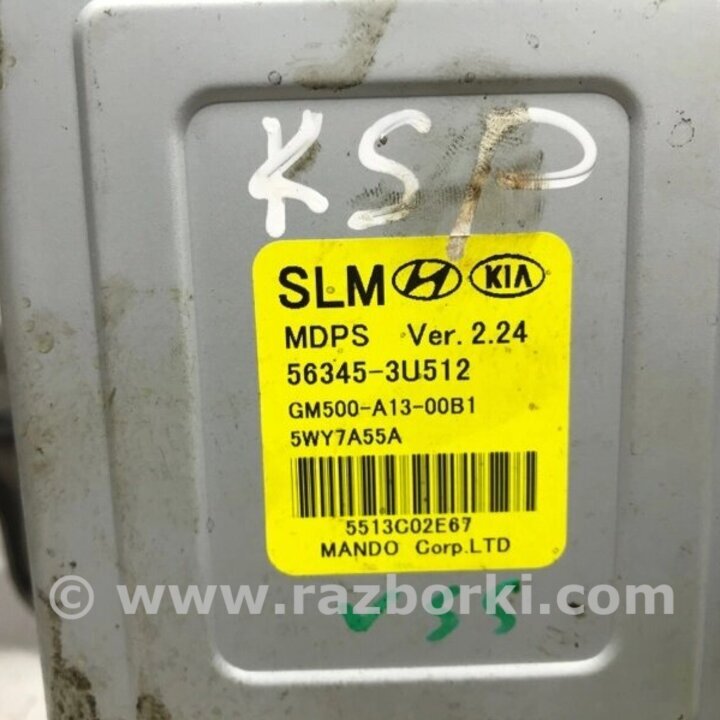 KSP
SLM KIA
MDPS Ver. 2.24
56345-3U512
GM500-A13-00B1
5WY7A55A
5513C02E67
MANDO Corp.LTD
© www.razborki.com